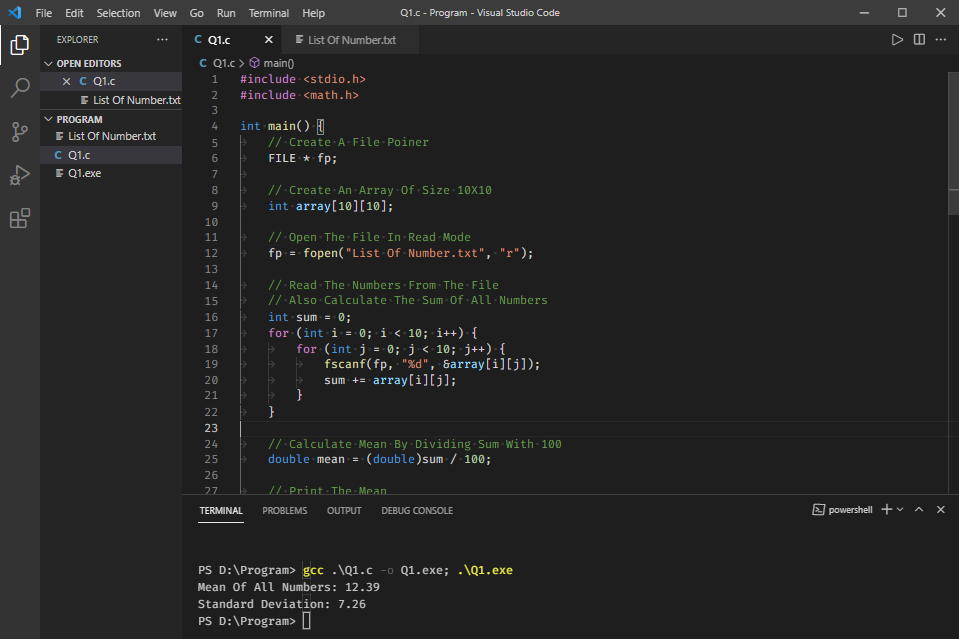 File Edit Selection View Go Run Terminal Help Q1.c - Program - Visual Studio Code
EXPLORER ···
OPEN EDITORS
C Q1.c
List Of Number.txt
PROGRAM
List Of Number.txt
C Q1.c
Q1.exe
C Q1.c List Of Number.txt
C Q1.c > main()
1 #include <stdio.h>
2 #include <math.h>
3
4 int main() {
5 // Create A File Poiner
6 FILE * fp;
7
8 // Create An Array Of Size 10X10
9 int array[10][10];
10
11 // Open The File In Read Mode
12 fp = fopen("List Of Number.txt", "r");
13
14 // Read The Numbers From The File
15 // Also Calculate The Sum Of All Numbers
16 int sum = 0;
17 for (int i = 0; i < 10; i++) {
18 for (int j = 0; j < 10; j++) {
19 fscanf(fp, "%d", &array[i][j]);
20 sum += array[i][j];
21 }
22 }
23
24 // Calculate Mean By Dividing Sum With 100
25 double mean = (double)sum / 100;
26
27 // Print The Mean
TERMINAL PROBLEMS OUTPUT DEBUG CONSOLE powershell
PS D:\Program> gcc .\Q1.c -o Q1.exe; .\Q1.exe
Mean Of All Numbers: 12.39
Standard Deviation: 7.26
PS D:\Program>